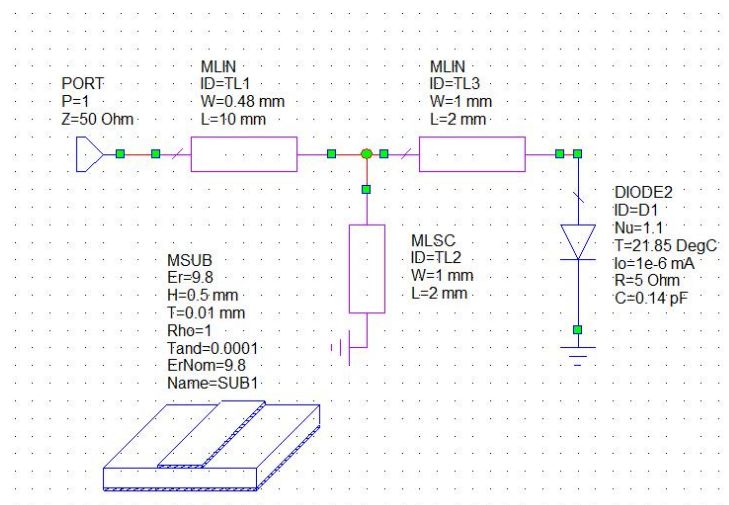 PORT
P=1
Z=50 Ohm
MLIN
ID=TL1
W=0.48 mm
L=10 mm
MLIN
ID=TL3
W=1 mm
L=2 mm
DIODE2
ID=D1
Nu=1.1
T=21.85 DegC
Io=1e-6 mA
R=5 Ohm
C=0.14 pF
MLSC
ID=TL2
W=1 mm
L=2 mm
MSUB
Er=9.8
H=0.5 mm
T=0.01 mm
Rho=1
Tand=0.0001
ErNom=9.8
Name=SUB1